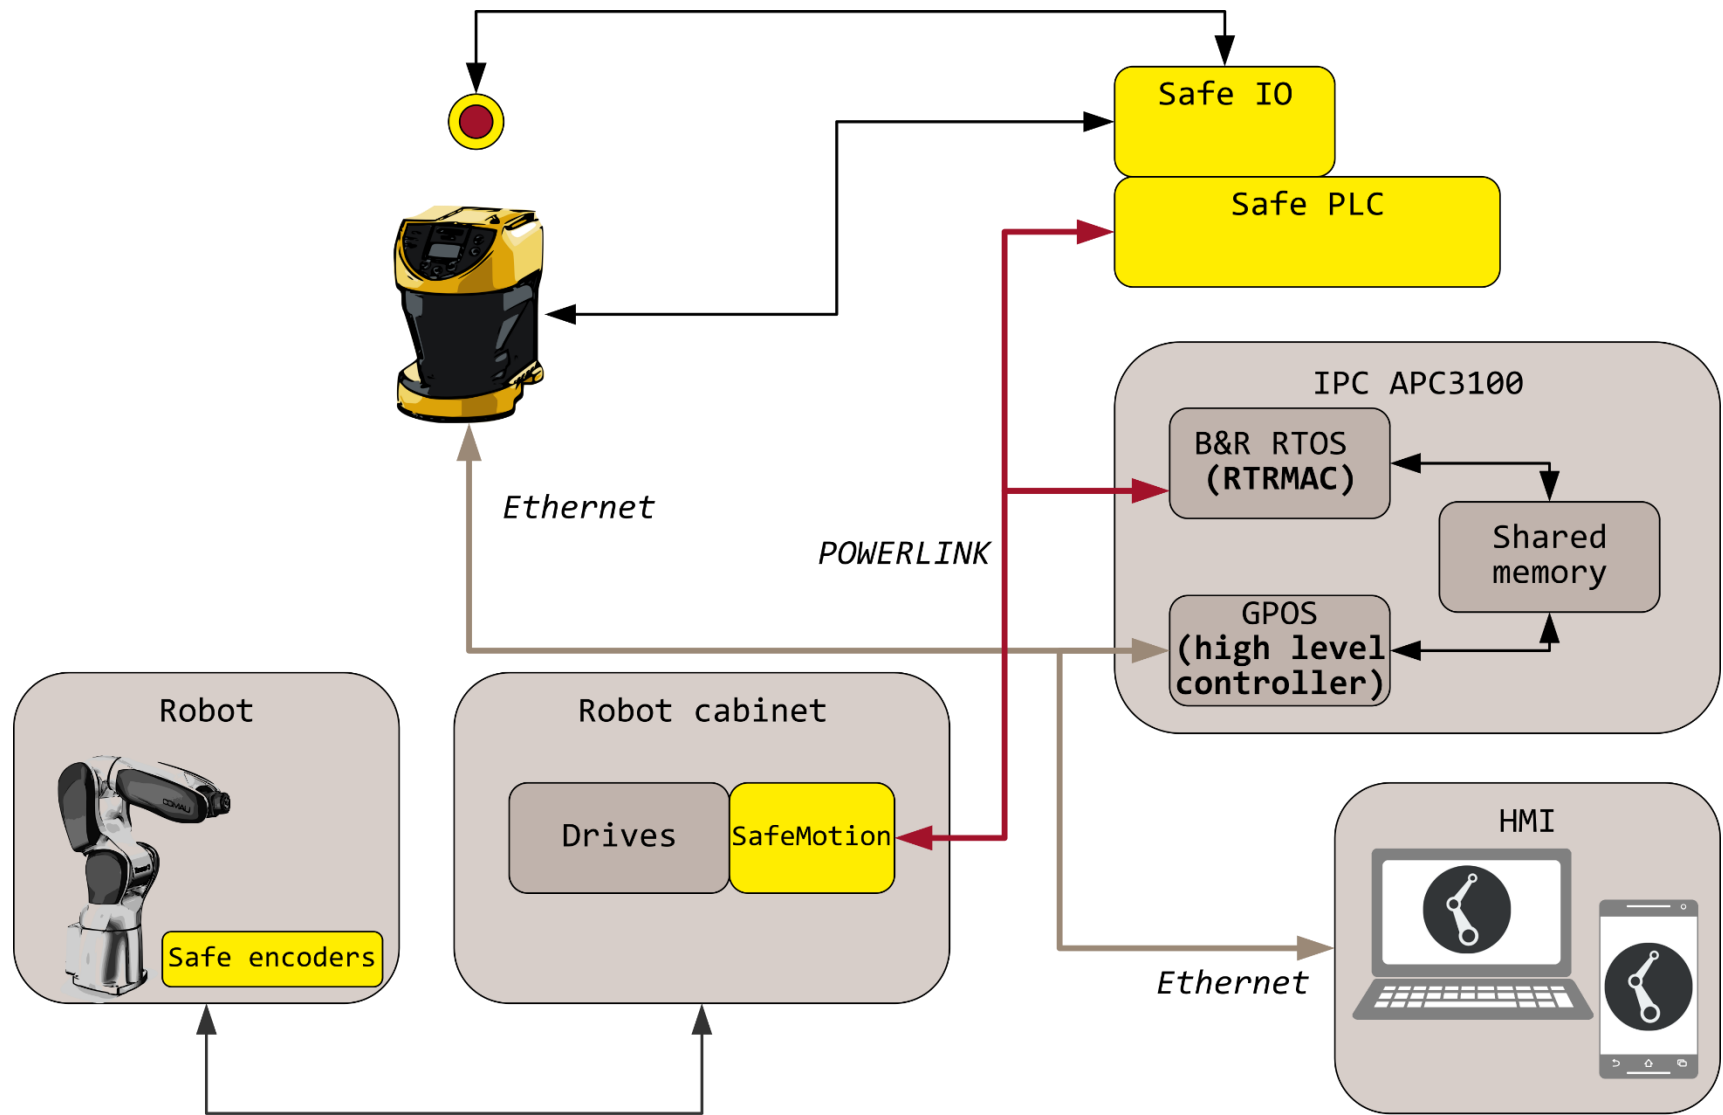 Safe IO
Safe PLC
IPC APC3100
B&R RTOS
(RTRMAC)
Ethernet
POWERLINK
Shared
memory
GPOS
(high level
controller)
Robot
Robot cabinet
COMAU
Drives
SafeMotion
HMI
Safe encoders
Ethernet